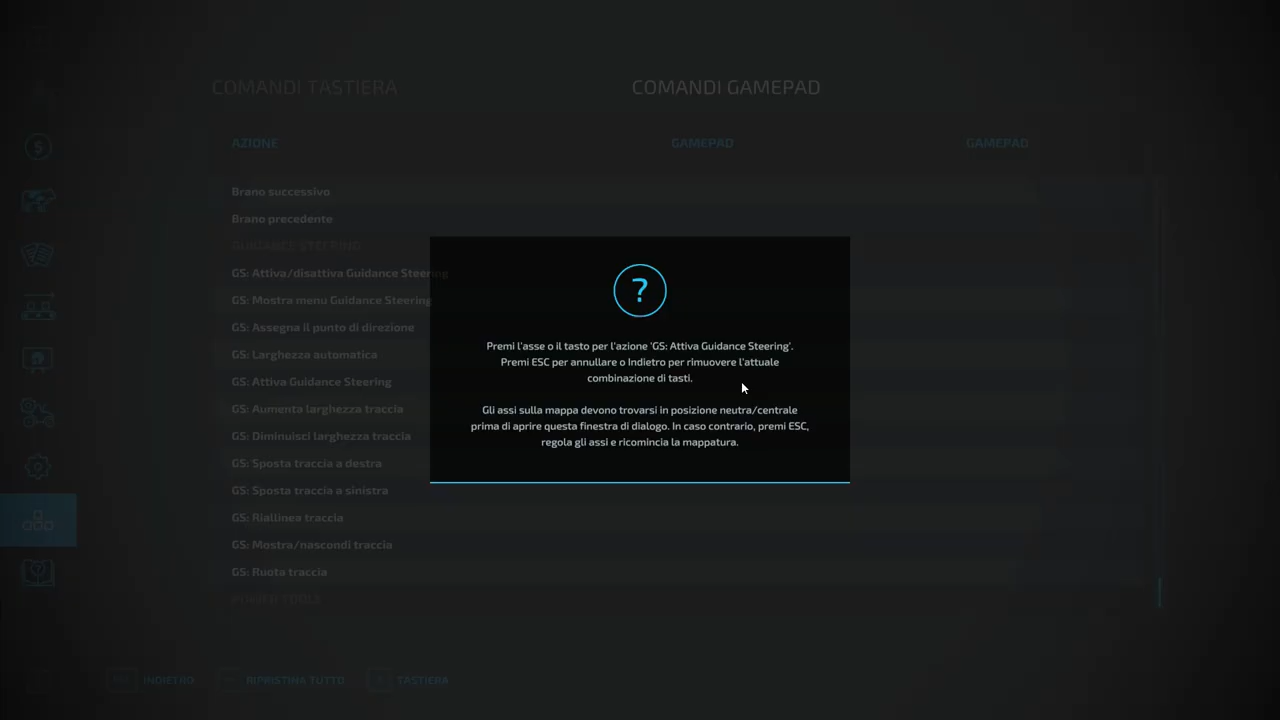 COMANDI TASTIERA
COMANDI GAMEPAD
AZIONE
GAMEPAD
GAMEPAD
Brano successivo
Brano precedente
GUIDANCE STEERING
GS: Attiva/disattiva Guidance Steering
GS: Mostra menu Guidance Steering
GS: Assegna il punto di direzione
GS: Larghezza automatica
GS: Attiva Guidance Steering
GS: Aumenta larghezza traccia
GS: Diminuisci larghezza traccia
GS: Sposta traccia a destra
GS: Sposta traccia a sinistra
GS: Riallinea traccia
GS: Mostra/nascondi traccia
GS: Ruota traccia
?
Premi l'asse o il tasto per l'azione 'GS: Attiva Guidance Steering'.
Premi ESC per annullare o Indietro per rimuovere l'attuale
combinazione di tasti.
Gli assi sulla mappa devono trovarsi in posizione neutra/centrale
prima di aprire questa finestra di dialogo. In caso contrario, premi ESC,
regola gli assi e ricomincia la mappatura.
INDIETRO
RIPRISTINA TUTTO
TASTIERA